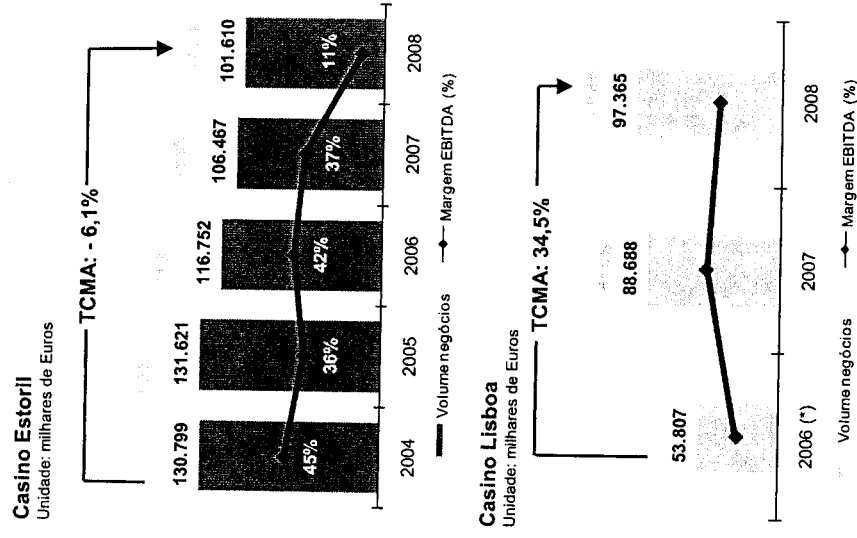 Casino Estoril
Unidade: milhares de Euros
TCMA: - 6,1%
130.799
131.621
116.752
106.467
101.610
45%
36%
42%
37%
11%
2004
2005
2006
2007
2008
Volume negócios
Margem EBITDA (%)
Casino Lisboa
Unidade: milhares de Euros
TCMA: 34,5%
53.807
88.688
97.365
2006 (*)
2007
2008
Volume negócios
Margem EBITDA (%)